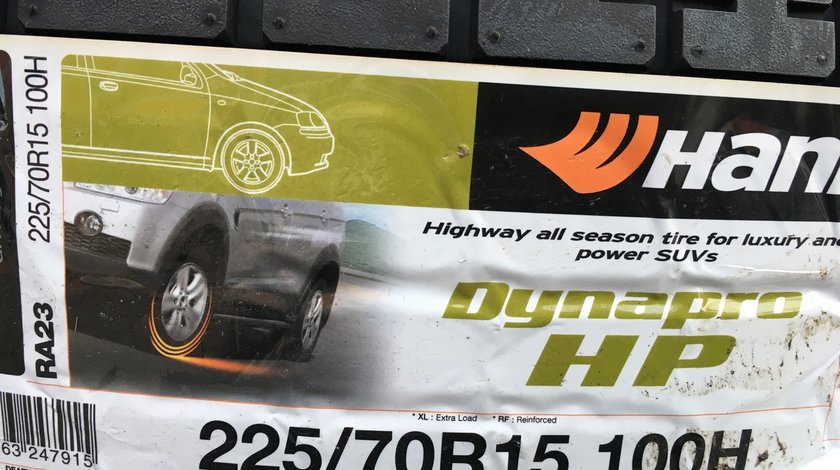 225/70R15 100H
RA23
Han
Highway all season tire for luxury and
power SUVs
Dynapro
HP
* XL : Extra Load * RF : Reinforced
63 247915
225/70R15 100H